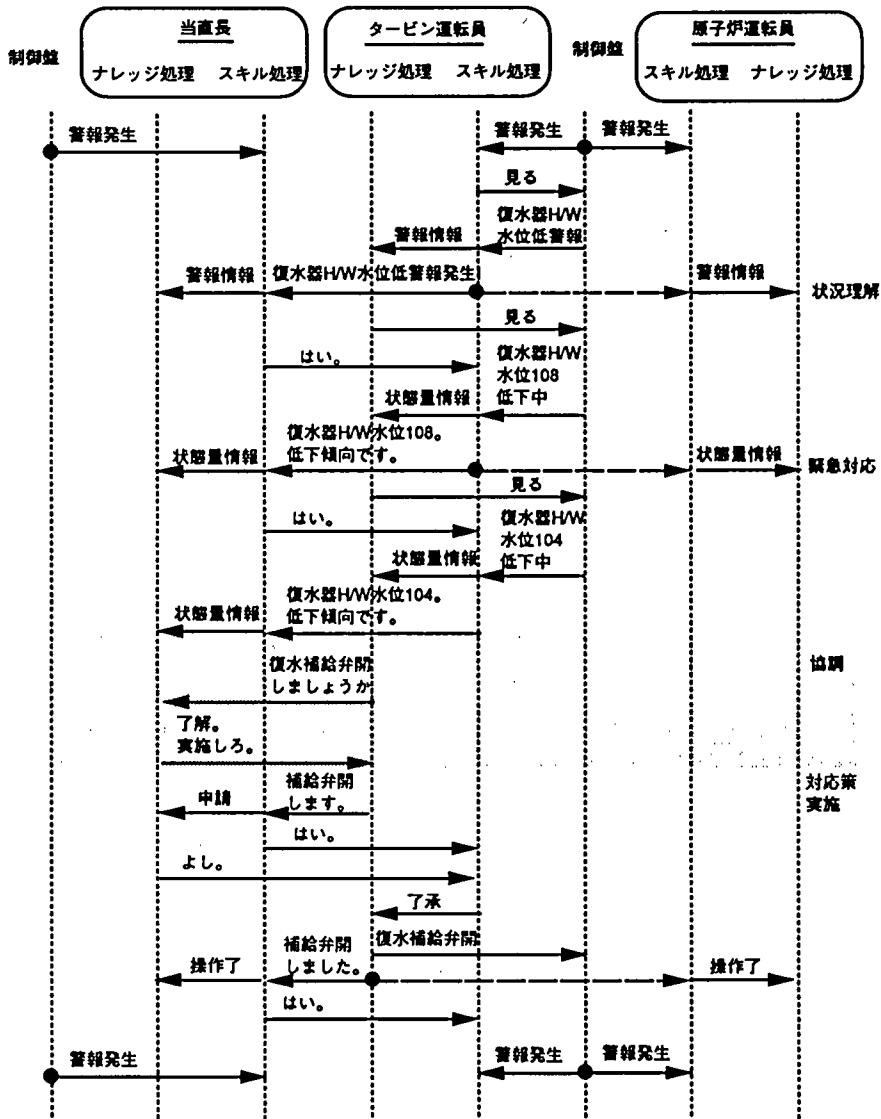 当直長
タービン運転員
原子炉運転員
制御盤
制御盤
ナレッジ処理 スキル処理
ナレッジ処理 スキル処理
スキル処理 ナレッジ処理
警報発生
警報発生
警報発生
見る
復水器H/W
水位低警報
警報情報
警報情報
復水器H/W水位低警報発生
警報情報
状況理解
見る
はい。
復水器H/W
水位108
低下中
状態量情報
復水器H/W水位108。
低下傾向です。
状態量情報
状態量情報
緊急対応
見る
はい。
復水器H/W
水位104
低下中
状態量情報
復水器H/W水位104。
低下傾向です。
状態量情報
協調
復水補給弁開
しましょうか
了解。
実施しろ。
対応策
実施
補給弁開
します。
申請
はい。
よし。
了承
復水補給弁開
補給弁開
しました。
操作了
操作了
はい。
警報発生
警報発生
警報発生